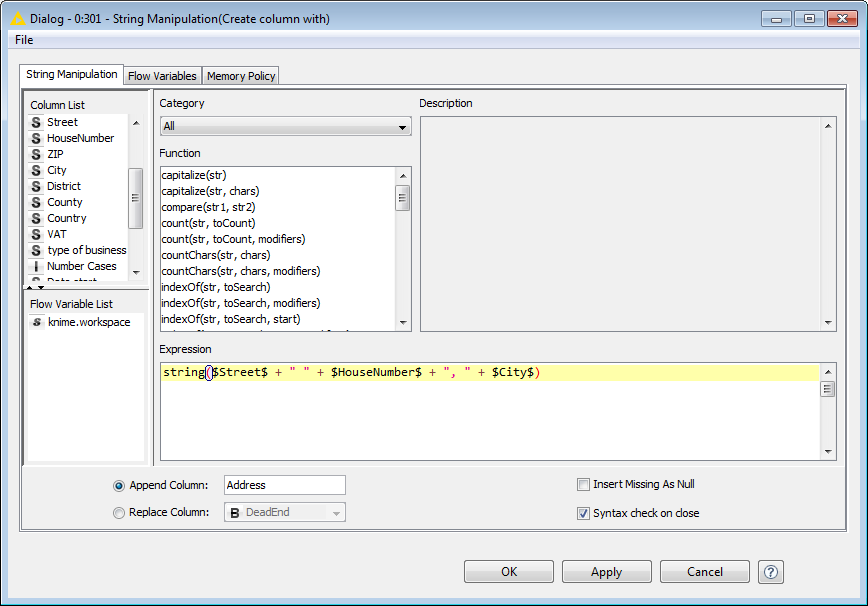 Dialog - 0:301 - String Manipulation(Create column with)
File
String Manipulation
Flow Variables
Memory Policy
Column List
S Street
S HouseNumber
S ZIP
S City
S District
S County
S Country
S VAT
S type of business
I Number Cases
Flow Variable List
s knime.workspace
Category
All
Function
capitalize(str)
capitalize(str, chars)
compare(str1, str2)
count(str, toCount)
count(str, toCount, modifiers)
countChars(str, chars)
countChars(str, chars, modifiers)
indexOf(str, toSearch)
indexOf(str, toSearch, modifiers)
indexOf(str, toSearch, start)
Description
Expression
string($Street$ + " " + $HouseNumber$ + ", " + $City$)
Append Column: Address
Replace Column: B DeadEnd
Insert Missing As Null
Syntax check on close
OK
Apply
Cancel
?